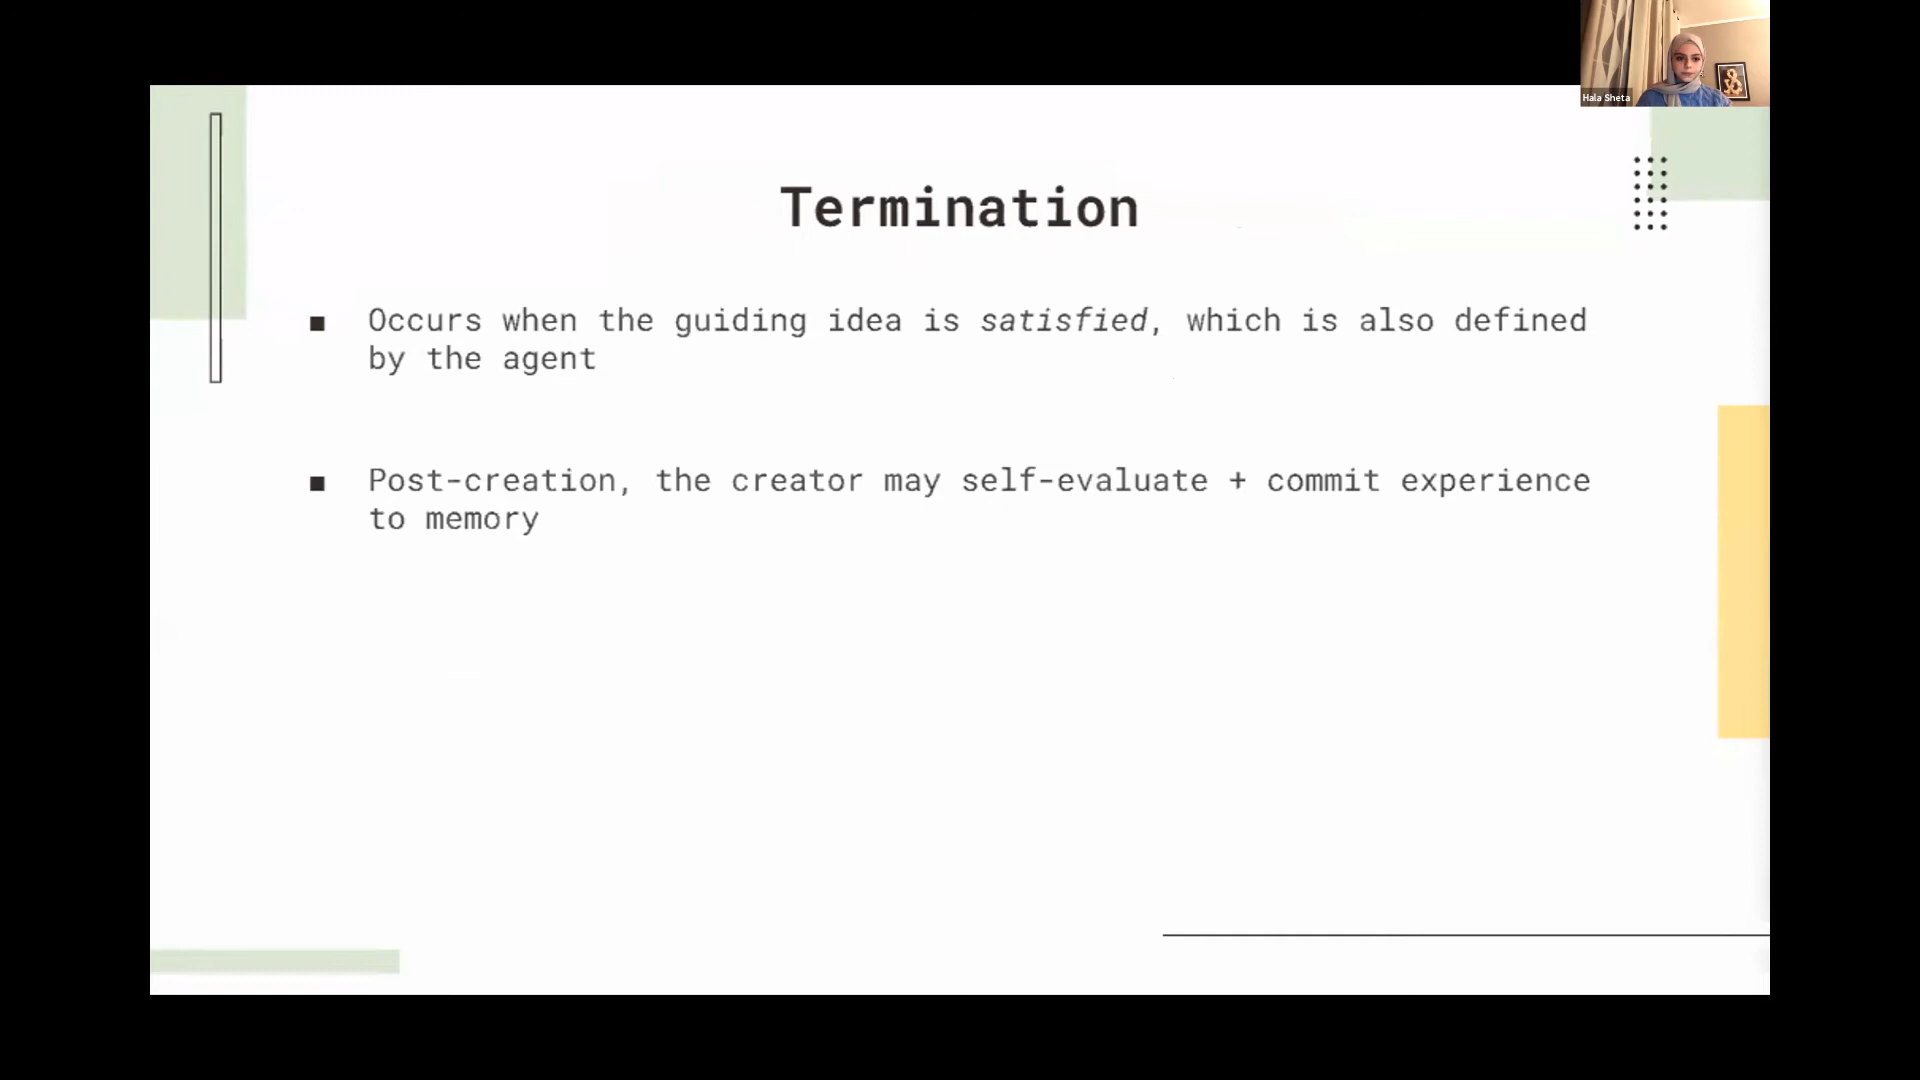 Hala Sheta
Termination
▪ Occurs when the guiding idea is satisfied, which is also defined
by the agent
▪ Post-creation, the creator may self-evaluate + commit experience
to memory